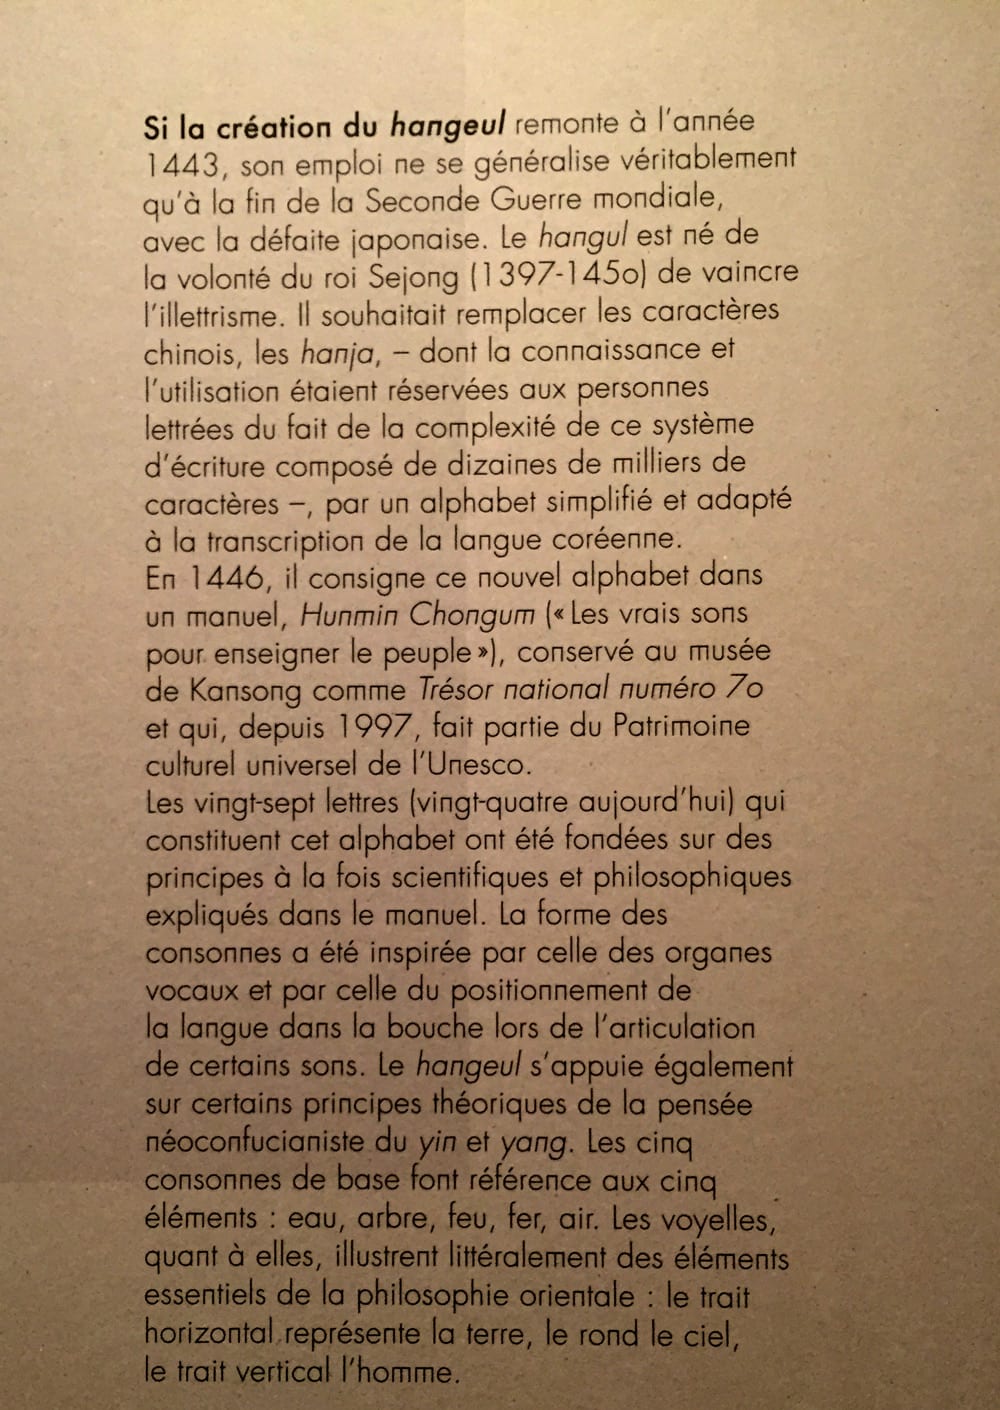 Si la création du hangeul remonte à l'année
1443, son emploi ne se généralise véritablement
qu'à la fin de la Seconde Guerre mondiale,
avec la défaite japonaise. Le hangul est né de
la volonté du roi Sejong (1397-1450) de vaincre
l'illettrisme. Il souhaitait remplacer les caractères
chinois, les hanja, – dont la connaissance et
l'utilisation étaient réservées aux personnes
lettrées du fait de la complexité de ce système
d'écriture composé de dizaines de milliers de
caractères –, par un alphabet simplifié et adapté
à la transcription de la langue coréenne.
En 1446, il consigne ce nouvel alphabet dans
un manuel, Hunmin Chongum (« Les vrais sons
pour enseigner le peuple »), conservé au musée
de Kansong comme Trésor national numéro 70
et qui, depuis 1997, fait partie du Patrimoine
culturel universel de l'Unesco.
Les vingt-sept lettres (vingt-quatre aujourd'hui) qui
constituent cet alphabet ont été fondées sur des
principes à la fois scientifiques et philosophiques
expliqués dans le manuel. La forme des
consonnes a été inspirée par celle des organes
vocaux et par celle du positionnement de
la langue dans la bouche lors de l'articulation
de certains sons. Le hangeul s'appuie également
sur certains principes théoriques de la pensée
néoconfucianiste du yin et yang. Les cinq
consonnes de base font référence aux cinq
éléments : eau, arbre, feu, fer, air. Les voyelles,
quant à elles, illustrent littéralement des éléments
essentiels de la philosophie orientale : le trait
horizontal représente la terre, le rond le ciel,
le trait vertical l'homme.